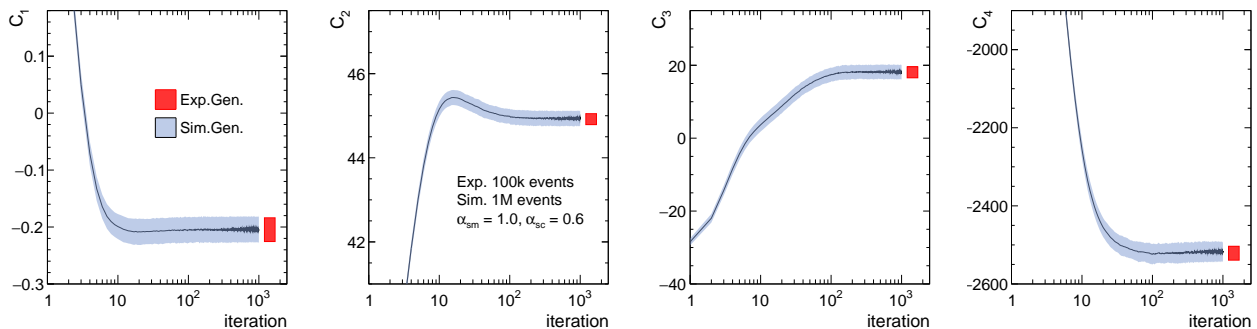 C₁
0.1
0
−0.1
−0.2
−0.3
Exp.Gen.
Sim.Gen.
1 10 10² 10³
iteration
C₂
46
44
42
Exp. 100k events
Sim. 1M events
αsm = 1.0, αsc = 0.6
1 10 10² 10³
iteration
C₃
20
0
−20
−40
1 10 10² 10³
iteration
C₄
-2000
-2200
-2400
-2600
1 10 10² 10³
iteration